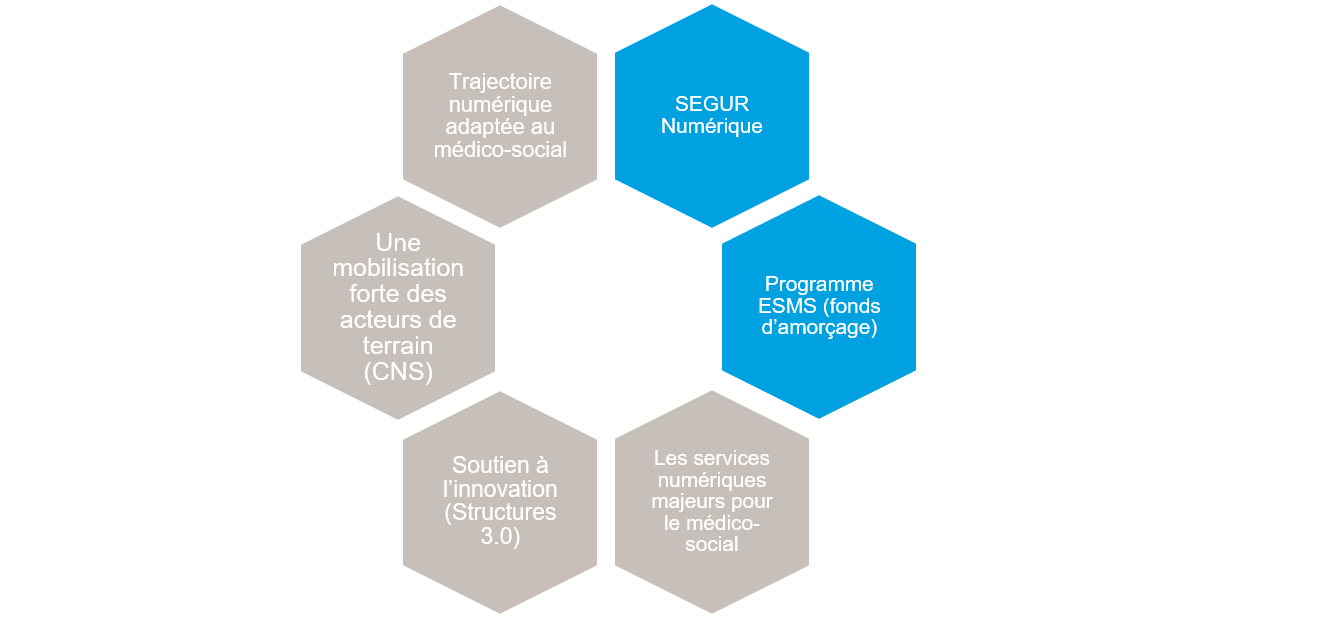 Trajectoire
numérique
adaptée au
médico-social
SEGUR
Numérique
Une
mobilisation
forte des
acteurs de
terrain
(CNS)
Programme
ESMS (fonds
d’amorçage)
Soutien à
l’innovation
(Structures
3.0)
Les services
numériques
majeurs pour
le médico-
social